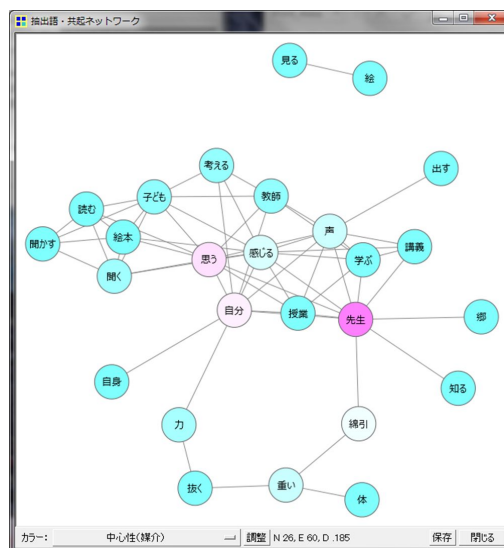 抽出語・共起ネットワーク
見る
絵
考える
出す
子ども
教師
読む
声
絵本
講義
聞かす
思う
感じる
学ぶ
聞く
自分
授業
先生
郷
自身
知る
力
綿引
抜く
重い
体
カラー: 中心性(媒介) 調整 N 26, E 60, D .185 保存 閉じる